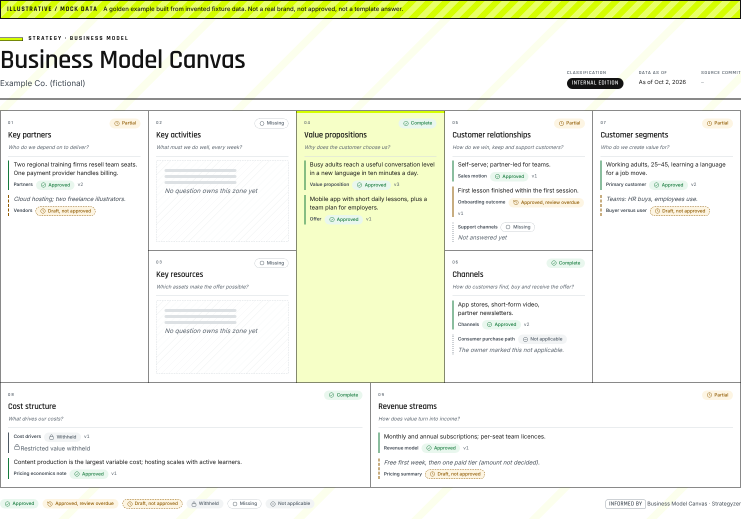 ILLUSTRATIVE / MOCK DATA A golden example built from invented fixture data. Not a real brand, not approved, not a template answer.
STRATEGY · BUSINESS MODEL
Business Model Canvas
Example Co. (fictional)
CLASSIFICATION
INTERNAL EDITION
DATA AS OF
As of Oct 2, 2026
SOURCE COMMIT
–
01
Partial
Key partners
Who do we depend on to deliver?
Two regional training firms resell team seats.
One payment provider handles billing.
Partners Approved v2
Cloud hosting; two freelance illustrators.
Vendors Draft, not approved
02
Missing
Key activities
What must we do well, every week?
No question owns this zone yet
03
Missing
Key resources
Which assets make the offer possible?
No question owns this zone yet
Complete
Value propositions
Why does the customer choose us?
Busy adults reach a useful conversation level
in a new language in ten minutes a day.
Value proposition Approved v3
Mobile app with short daily lessons, plus a
team plan for employers.
Offer Approved v1
Partial
Customer relationships
How do we win, keep and support customers?
Self-serve; partner-led for teams.
Sales motion Approved v1
First lesson finished within the first session.
Onboarding outcome Approved, review overdue
v1
Support channels Missing
Not answered yet
06
Complete
Channels
How do customers find, buy and receive the offer?
App stores, short-form video,
partner newsletters.
Channels Approved v2
Consumer purchase path Not applicable
The owner marked this not applicable.
07
Partial
Customer segments
Who do we create value for?
Working adults, 25–45, learning a language
for a job move.
Primary customer Approved v2
Teams: HR buys, employees use.
Buyer versus user Draft, not approved
Complete
Cost structure
What drives our costs?
Cost drivers Withheld v3
Restricted value withheld
Content production is the largest variable cost; hosting scales with active learners.
Pricing economics note Approved v1
09
Partial
Revenue streams
How does value turn into income?
Monthly and annual subscriptions; per-seat team licences.
Revenue model Approved v1
Free first week, then one paid tier (amount not decided).
Pricing summary Draft, not approved
Approved
Approved, review overdue
Draft, not approved
Withheld
Missing
Not applicable
INFORMED BY Business Model Canvas · Strategyzer